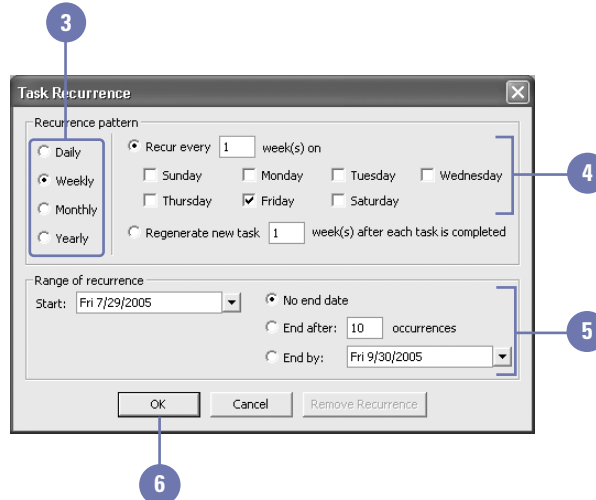 3
Task Recurrence
Recurrence pattern
Daily
Weekly
Monthly
Yearly
Recur every 1 week(s) on
Sunday Monday Tuesday Wednesday
Thursday Friday Saturday
Regenerate new task 1 week(s) after each task is completed
4
Range of recurrence
Start: Fri 7/29/2005
No end date
End after: 10 occurrences
End by: Fri 9/30/2005
5
OK Cancel Remove Recurrence
6